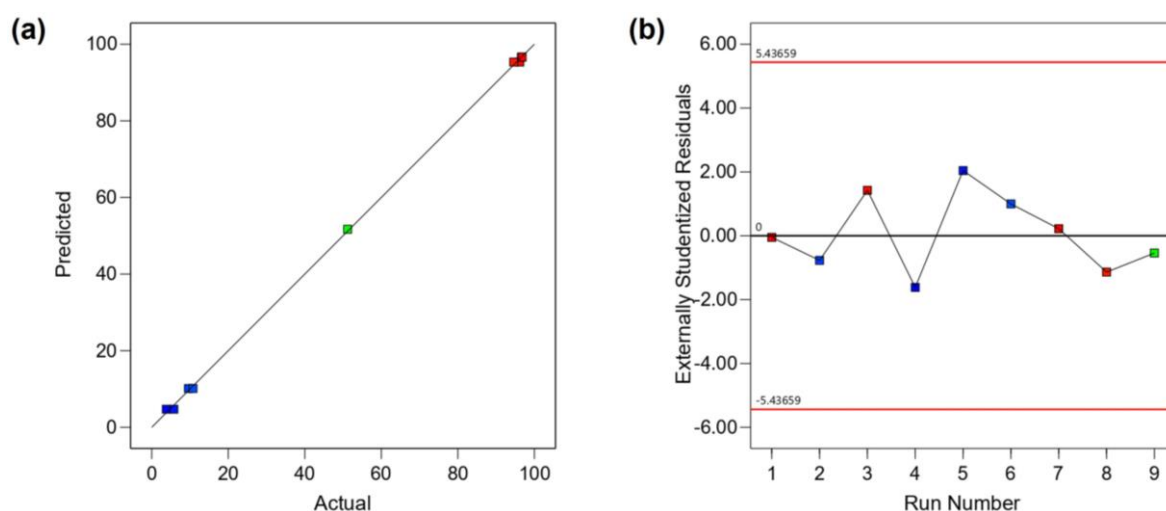 (a)
Predicted
100
80
60
40
20
0
0 20 40 60 80 100
Actual
(b)
Externally Studentized Residuals
6.00
4.00
2.00
0.00
-2.00
-4.00
-6.00
5.43659
0
-5.43659
1 2 3 4 5 6 7 8 9
Run Number